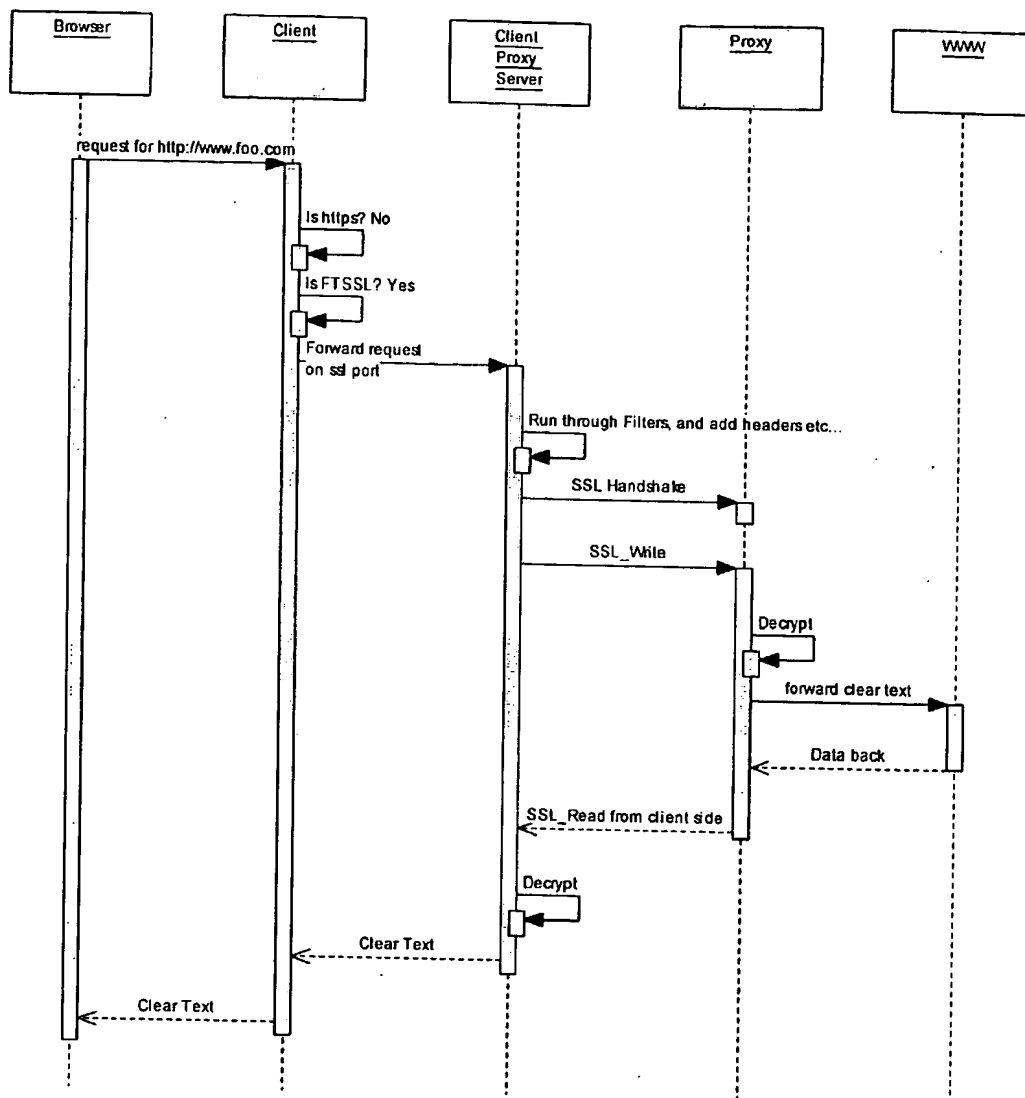 Browser
Client
Client
Proxy
Server
Proxy
WWW
request for http://www.foo.com
Is https? No
Is FTSSL? Yes
Forward request
on ssl port
Run through Filters, and add headers etc...
SSL Handshake
SSL_Write
Decrypt
forward clear text
Data back
SSL_Read from client side
Decrypt
Clear Text
Clear Text